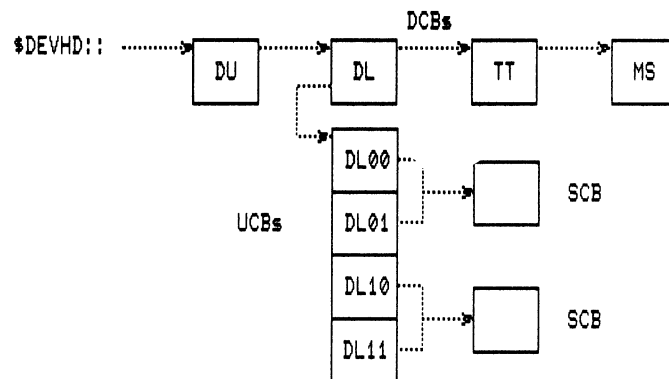 DCBs
$DEVHD::
DU
DL
TT
MS
DL00
SCB
UCBs
DL01
DL10
SCB
DL11